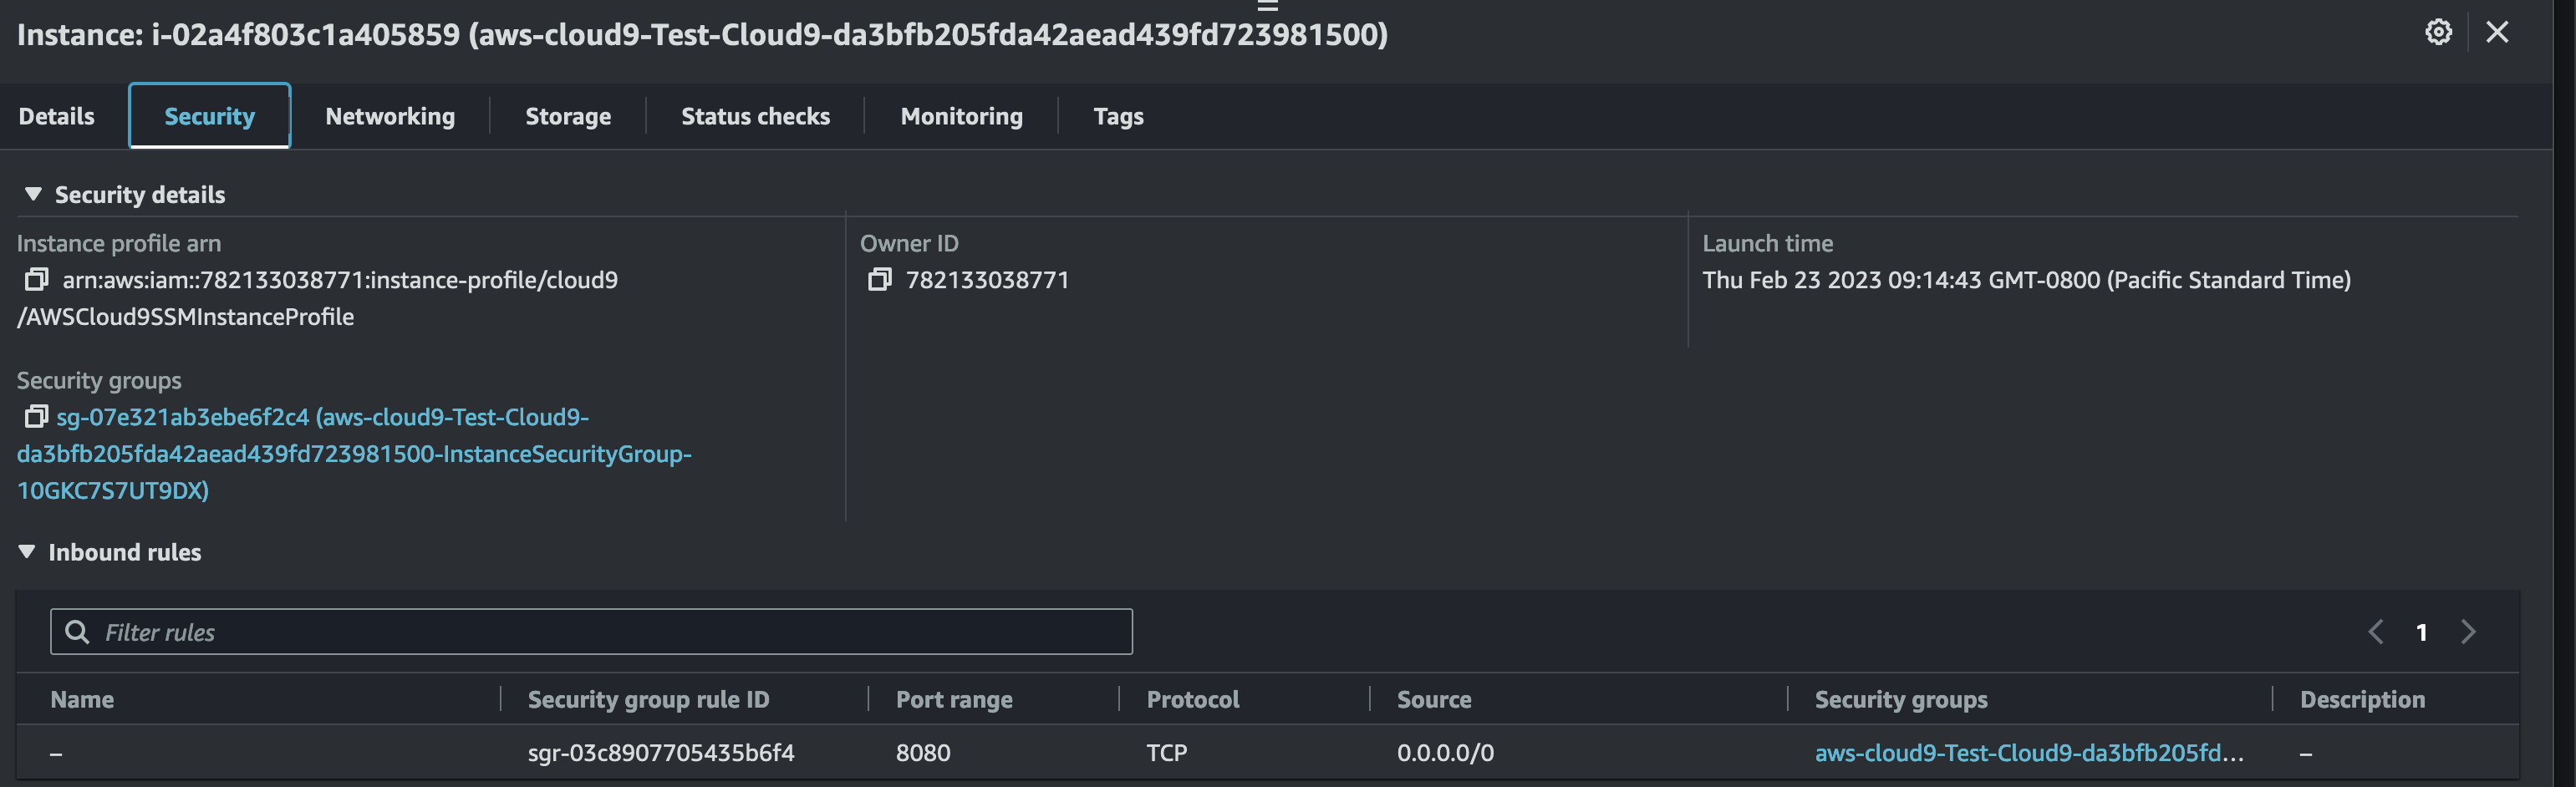 Instance: i-02a4f803c1a405859 (aws-cloud9-Test-Cloud9-da3bfb205fda42aead439fd723981500)
Details Security Networking Storage Status checks Monitoring Tags
Security details
Instance profile arn
arn:aws:iam::782133038771:instance-profile/cloud9
/AWSCloud9SSMInstanceProfile
Owner ID
782133038771
Launch time
Thu Feb 23 2023 09:14:43 GMT-0800 (Pacific Standard Time)
Security groups
sg-07e321ab3ebe6f2c4 (aws-cloud9-Test-Cloud9-
da3bfb205fda42aead439fd723981500-InstanceSecurityGroup-
10GKC7S7UT9DX)
Inbound rules
Filter rules
1
Name Security group rule ID Port range Protocol Source Security groups Description
– sgr-03c8907705435b6f4 8080 TCP 0.0.0.0/0 aws-cloud9-Test-Cloud9-da3bfb205fd... –